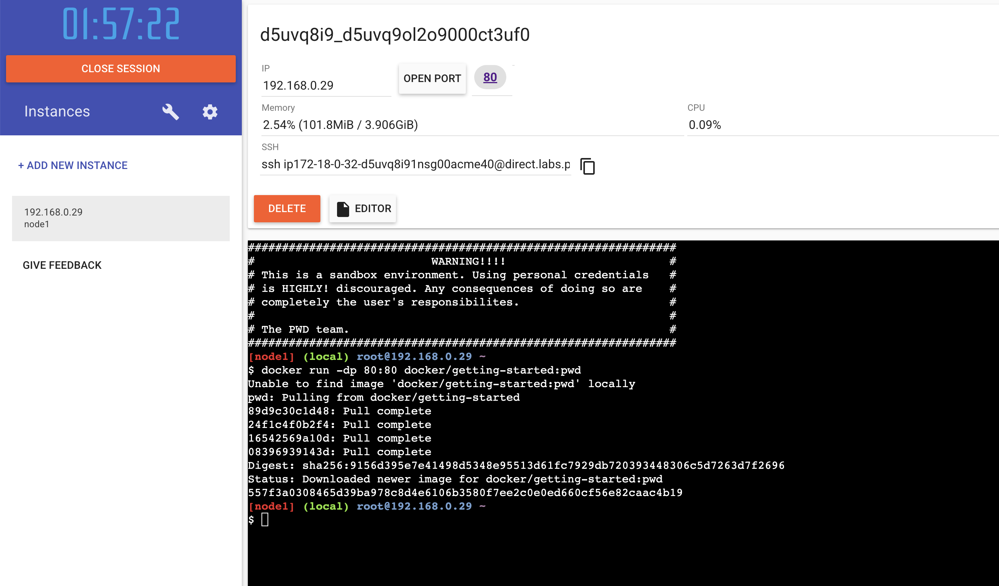 01:57:22
CLOSE SESSION
Instances
+ ADD NEW INSTANCE
192.168.0.29
node1
GIVE FEEDBACK
d5uvq8i9_d5uvq9ol2o9000ct3uf0
IP
192.168.0.29
OPEN PORT
80
Memory
2.54% (101.8MiB / 3.906GiB)
CPU
0.09%
SSH
ssh ip172-18-0-32-d5uvq8i91nsg00acme40@direct.labs.p
DELETE
EDITOR
###############################################################
# WARNING!!!! #
# This is a sandbox environment. Using personal credentials #
# is HIGHLY! discouraged. Any consequences of doing so are #
# completely the user's responsibilites. #
# #
# The PWD team. #
###############################################################
[node1] (local) root@192.168.0.29 ~
$ docker run -dp 80:80 docker/getting-started:pwd
Unable to find image 'docker/getting-started:pwd' locally
pwd: Pulling from docker/getting-started
89d9c30c1d48: Pull complete
24f1c4f0b2f4: Pull complete
16542569a10d: Pull complete
08396939143d: Pull complete
Digest: sha256:9156d395e7e41498d5348e95513d61fc7929db720393448306c5d7263d7f2696
Status: Downloaded newer image for docker/getting-started:pwd
557f3a0308465d39ba978c8d4e6106b3580f7ee2c0e0ed660cf56e82caac4b19
[node1] (local) root@192.168.0.29 ~
$